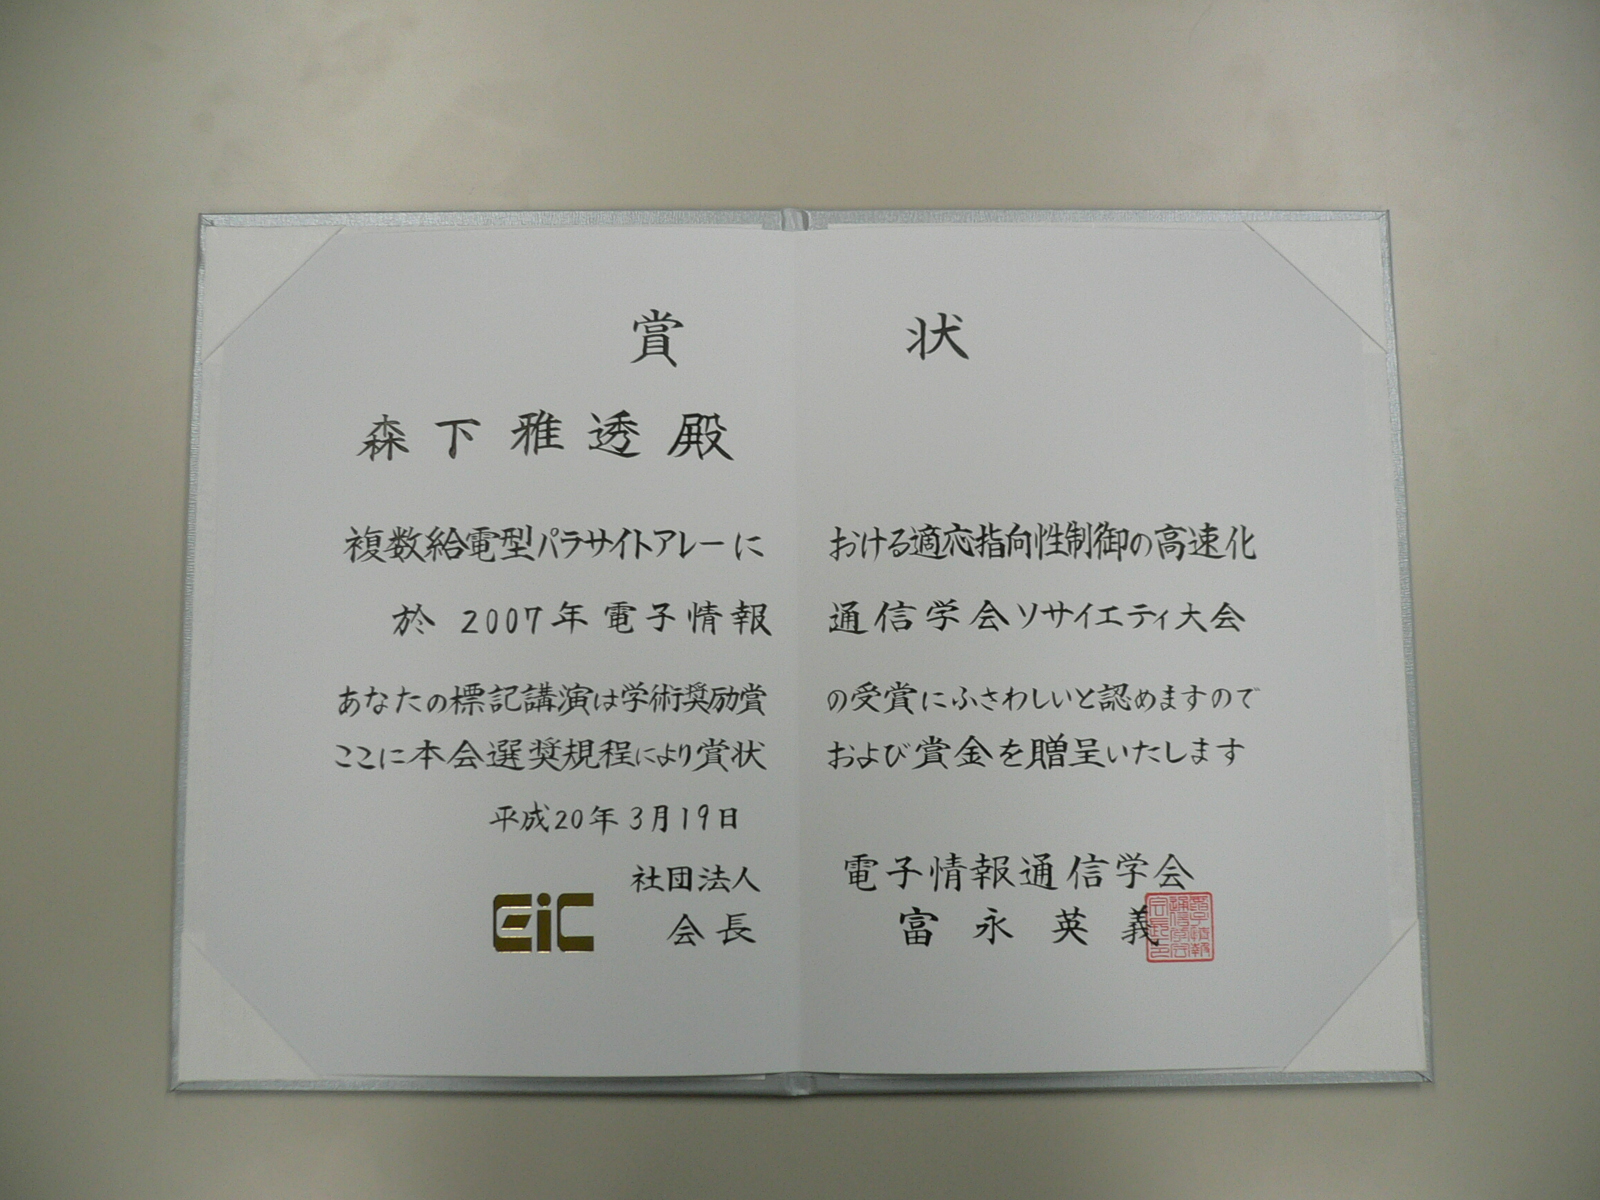 賞状
森下雅透殿
複数給電型パラサイトアレーにおける適応指向性制御の高速化
於 2007年電子情報通信学会ソサイエティ大会
あなたの標記講演は学術奨励賞の受賞にふさわしいと認めますので
ここに本会選奨規程により賞状および賞金を贈呈いたします
平成20年3月19日
社団法人 電子情報通信学会
EiC 会長 富永英義